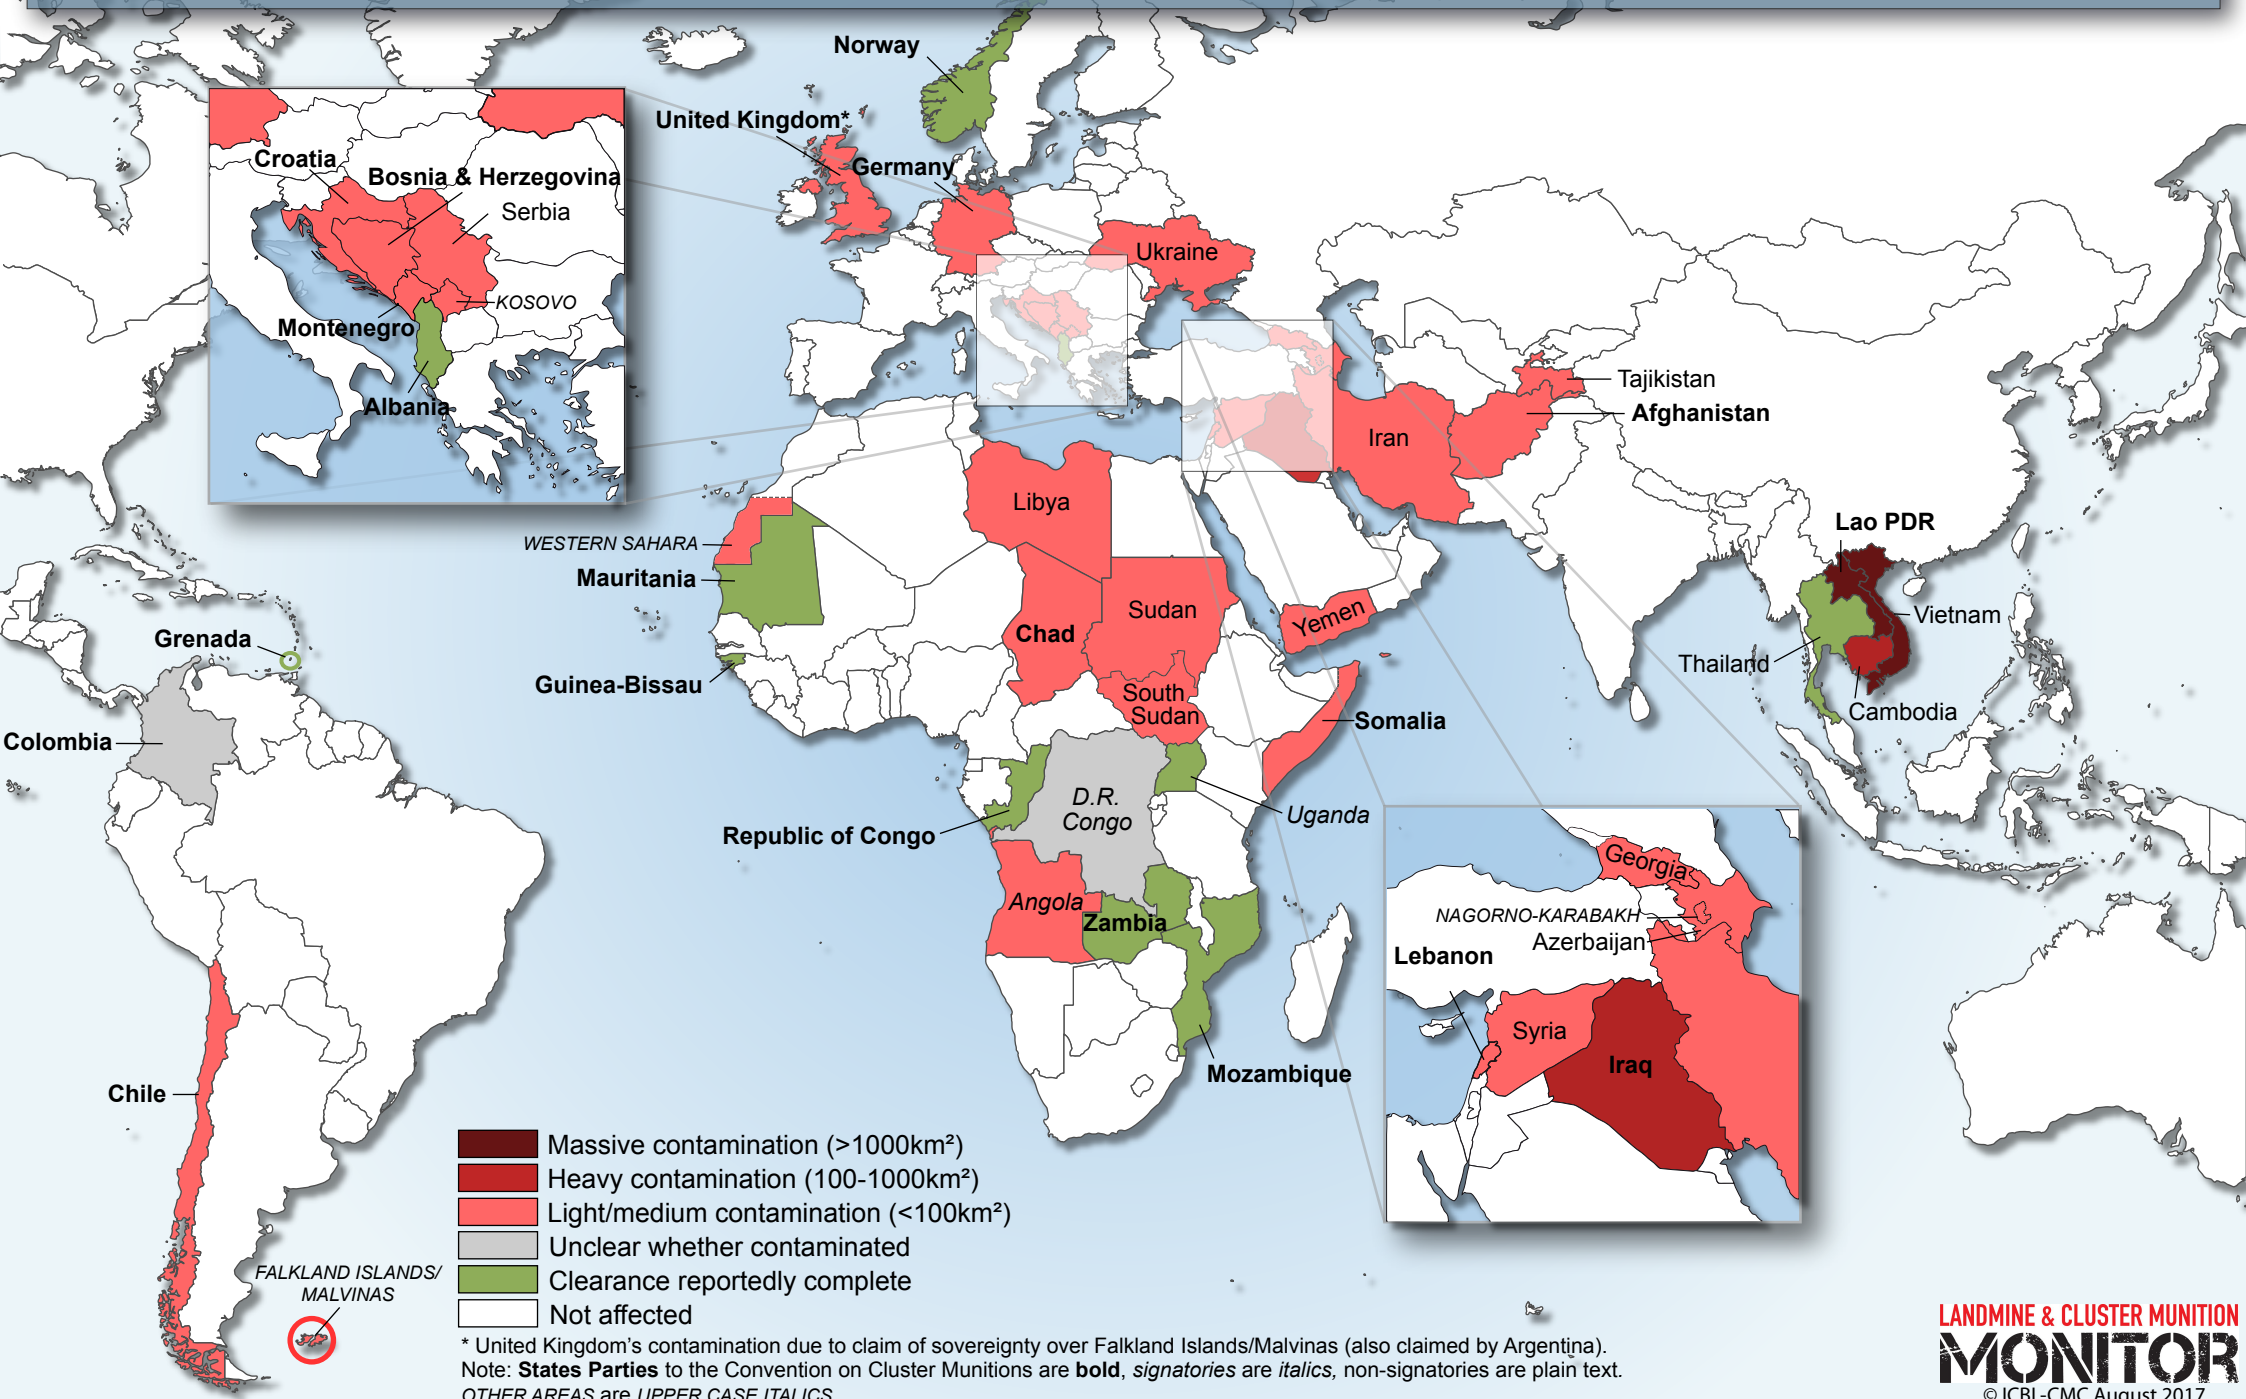 Norway
United Kingdom*
Germany
Croatia
Bosnia & Herzegovina
Serbia
KOSOVO
Montenegro
Albania
Ukraine
Tajikistan
Afghanistan
Iran
Libya
WESTERN SAHARA
Mauritania
Lao PDR
Vietnam
Thailand
Cambodia
Sudan
Yemen
Chad
Grenada
Guinea-Bissau
South
Sudan
Somalia
Colombia
D.R.
Congo
Uganda
Republic of Congo
Angola
Zambia
Mozambique
Georgia
NAGORNO-KARABAKH
Azerbaijan
Lebanon
Syria
Iraq
Chile
FALKLAND ISLANDS/
MALVINAS
Massive contamination (>1000km²)
Heavy contamination (100-1000km²)
Light/medium contamination (<100km²)
Unclear whether contaminated
Clearance reportedly complete
Not affected
* United Kingdom's contamination due to claim of sovereignty over Falkland Islands/Malvinas (also claimed by Argentina).
Note: States Parties to the Convention on Cluster Munitions are bold, signatories are italics, non-signatories are plain text.
OTHER AREAS are UPPER CASE ITALICS
LANDMINE & CLUSTER MUNITION
MONITOR
© ICBL-CMC August 2017